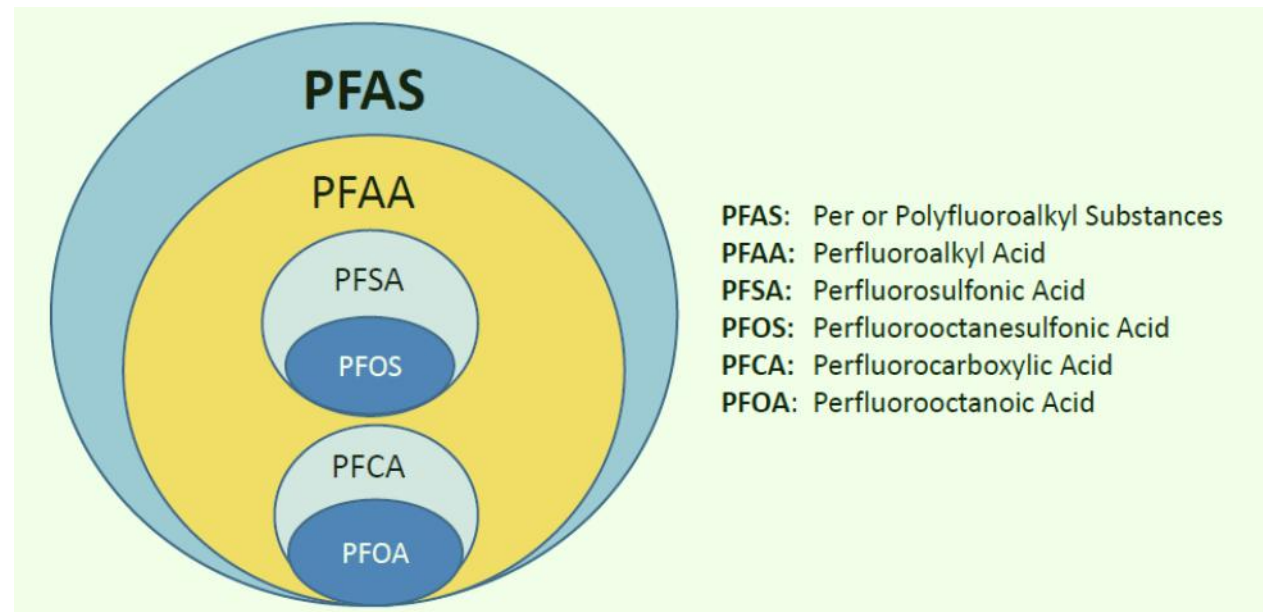 PFAS
PFAA
PFSA
PFOS
PFCA
PFOA
PFAS: Per or Polyfluoroalkyl Substances
PFAA: Perfluoroalkyl Acid
PFSA: Perfluorosulfonic Acid
PFOS: Perfluorooctanesulfonic Acid
PFCA: Perfluorocarboxylic Acid
PFOA: Perfluorooctanoic Acid